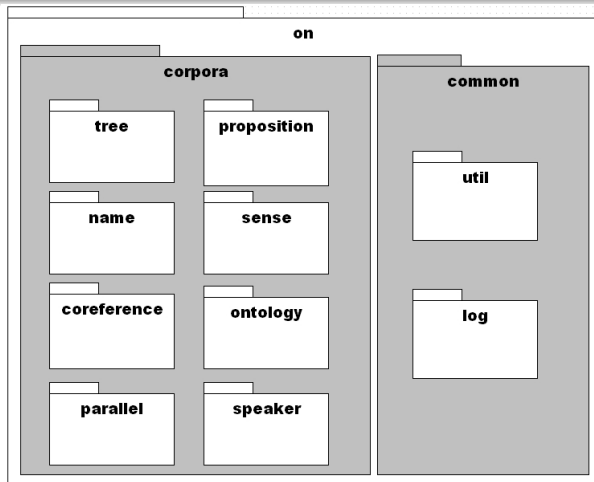 on
corpora
common
tree
proposition
util
name
sense
coreference
ontology
log
parallel
speaker